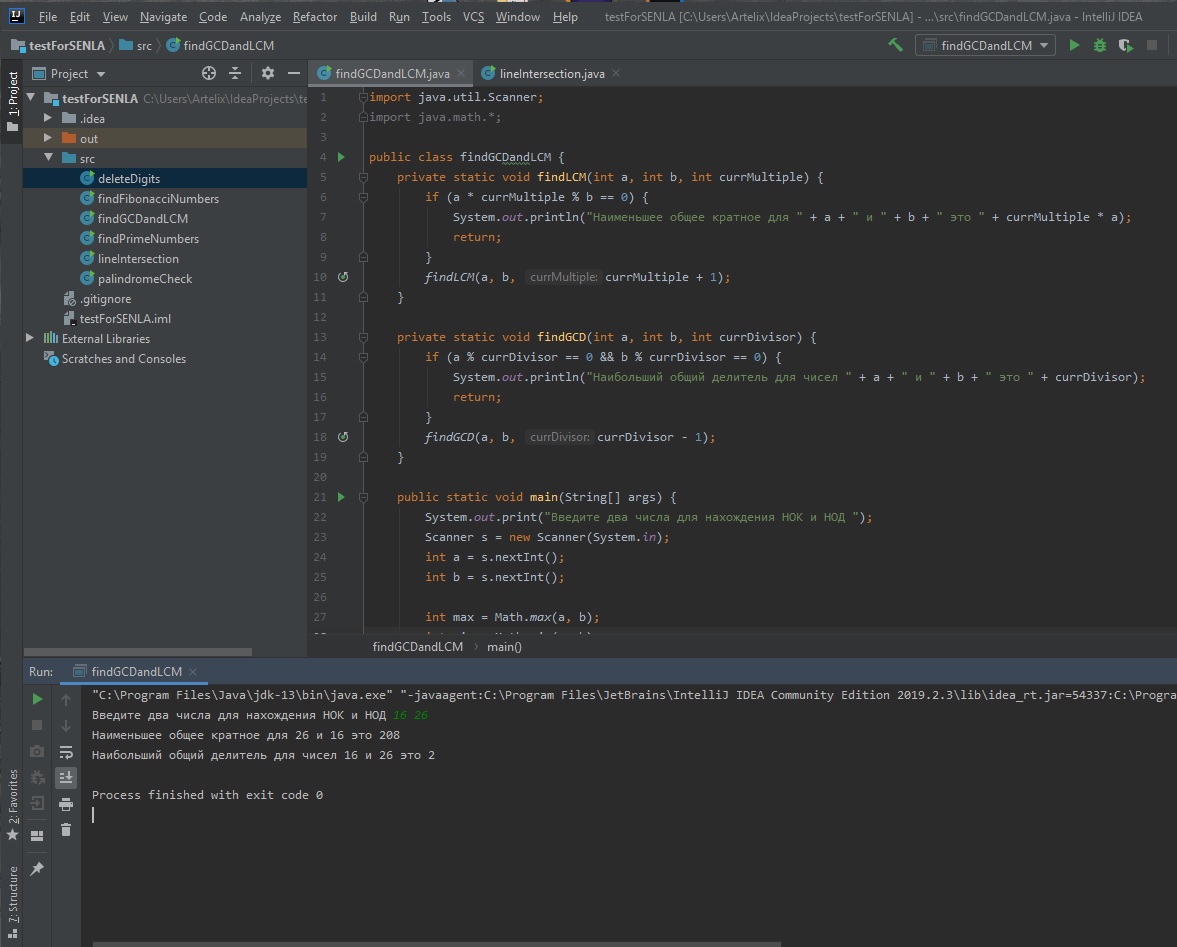 File Edit View Navigate Code Analyze Refactor Build Run Tools VCS Window Help testForSENLA [C:\Users\Artelix\IdeaProjects\testForSENLA] - ...\src\findGCDandLCM.java - IntelliJ IDEA
testForSENLA src findGCDandLCM findGCDandLCM
1: Project
Project
testForSENLA C:\Users\Artelix\IdeaProjects\te
.idea
out
src
deleteDigits
findFibonacciNumbers
findGCDandLCM
findPrimeNumbers
lineIntersection
palindromeCheck
.gitignore
testForSENLA.iml
External Libraries
Scratches and Consoles
findGCDandLCM.java lineIntersection.java
1 import java.util.Scanner;
2 import java.math.*;
3
4 public class findGCDandLCM {
5 private static void findLCM(int a, int b, int currMultiple) {
6 if (a * currMultiple % b == 0) {
7 System.out.println("Наименьшее общее кратное для " + a + " и " + b + " это " + currMultiple * a);
8 return;
9 }
10 findLCM(a, b, currMultiple: currMultiple + 1);
11 }
12
13 private static void findGCD(int a, int b, int currDivisor) {
14 if (a % currDivisor == 0 && b % currDivisor == 0) {
15 System.out.println("Наибольший общий делитель для чисел " + a + " и " + b + " это " + currDivisor);
16 return;
17 }
18 findGCD(a, b, currDivisor: currDivisor - 1);
19 }
20
21 public static void main(String[] args) {
22 System.out.print("Введите два числа для нахождения НОК и НОД ");
23 Scanner s = new Scanner(System.in);
24 int a = s.nextInt();
25 int b = s.nextInt();
26
27 int max = Math.max(a, b);
findGCDandLCM main()
Run: findGCDandLCM
"C:\Program Files\Java\jdk-13\bin\java.exe" "-javaagent:C:\Program Files\JetBrains\IntelliJ IDEA Community Edition 2019.2.3\lib\idea_rt.jar=54337:C:\Progra
Введите два числа для нахождения НОК и НОД 16 26
Наименьшее общее кратное для 26 и 16 это 208
Наибольший общий делитель для чисел 16 и 26 это 2
Process finished with exit code 0
2: Favorites
7: Structure